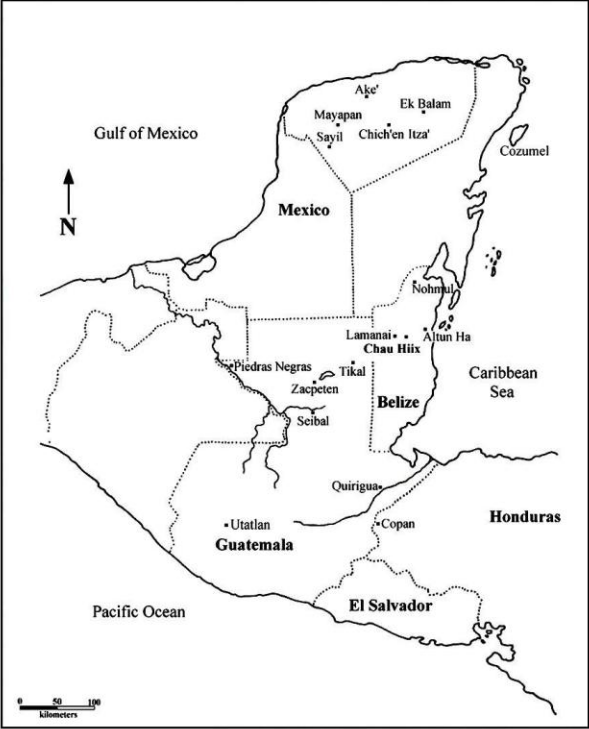 Ake'
Ek Balam
Mayapan
Gulf of Mexico
Chich'en Itza'
Sayil
Cozumel
N
Mexico
Nohmul
Lamanai
Altun Ha
Chau Hiix
Piedras Negras
Tikal
Caribbean
Sea
Zacpeten
Belize
Seibal
Quirigua
Honduras
Utatlan
Copan
Guatemala
El Salvador
Pacific Ocean
0 50 100
kilometers